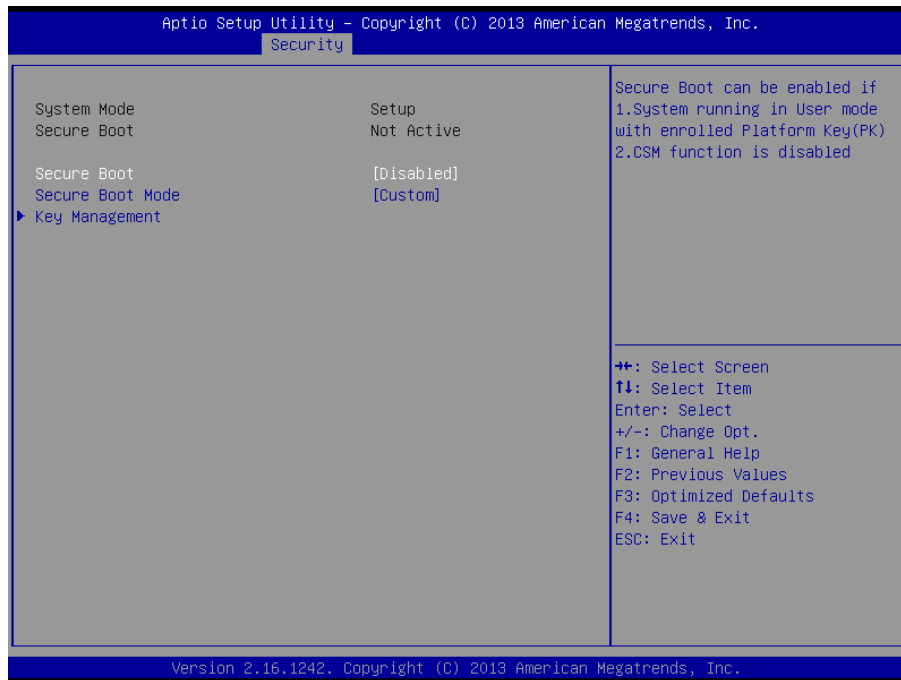 Aptio Setup Utility – Copyright (C) 2013 American Megatrends, Inc.
Security
System Mode Setup
Secure Boot Not Active
Secure Boot [Disabled]
Secure Boot Mode [Custom]
Key Management
Secure Boot can be enabled if
1.System running in User mode
with enrolled Platform Key(PK)
2.CSM function is disabled
→←: Select Screen
↑↓: Select Item
Enter: Select
+/-: Change Opt.
F1: General Help
F2: Previous Values
F3: Optimized Defaults
F4: Save & Exit
ESC: Exit
Version 2.16.1242. Copyright (C) 2013 American Megatrends, Inc.